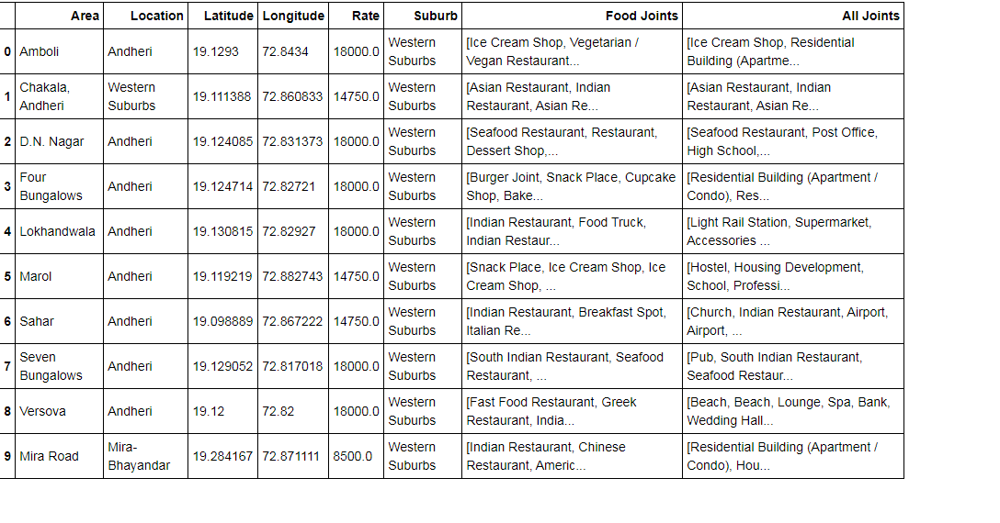 Area Location Latitude Longitude Rate Suburb Food Joints All Joints
0 Amboli Andheri 19.1293 72.8434 18000.0 Western Suburbs [Ice Cream Shop, Vegetarian / Vegan Restaurant... [Ice Cream Shop, Residential Building (Apartme...
1 Chakala, Andheri Western Suburbs 19.111388 72.860833 14750.0 Western Suburbs [Asian Restaurant, Indian Restaurant, Asian Re... [Asian Restaurant, Indian Restaurant, Asian Re...
2 D.N. Nagar Andheri 19.124085 72.831373 18000.0 Western Suburbs [Seafood Restaurant, Restaurant, Dessert Shop,... [Seafood Restaurant, Post Office, High School,...
3 Four Bungalows Andheri 19.124714 72.82721 18000.0 Western Suburbs [Burger Joint, Snack Place, Cupcake Shop, Bake... [Residential Building (Apartment / Condo), Res...
4 Lokhandwala Andheri 19.130815 72.82927 18000.0 Western Suburbs [Indian Restaurant, Food Truck, Indian Restaur... [Light Rail Station, Supermarket, Accessories ...
5 Marol Andheri 19.119219 72.882743 14750.0 Western Suburbs [Snack Place, Ice Cream Shop, Ice Cream Shop, ... [Hostel, Housing Development, School, Professi...
6 Sahar Andheri 19.098889 72.867222 14750.0 Western Suburbs [Indian Restaurant, Breakfast Spot, Italian Re... [Church, Indian Restaurant, Airport, Airport, ...
7 Seven Bungalows Andheri 19.129052 72.817018 18000.0 Western Suburbs [South Indian Restaurant, Seafood Restaurant, ... [Pub, South Indian Restaurant, Seafood Restaur...
8 Versova Andheri 19.12 72.82 18000.0 Western Suburbs [Fast Food Restaurant, Greek Restaurant, India... [Beach, Beach, Lounge, Spa, Bank, Wedding Hall...
9 Mira Road Mira-Bhayandar 19.284167 72.871111 8500.0 Western Suburbs [Indian Restaurant, Chinese Restaurant, Americ... [Residential Building (Apartment / Condo), Hou...